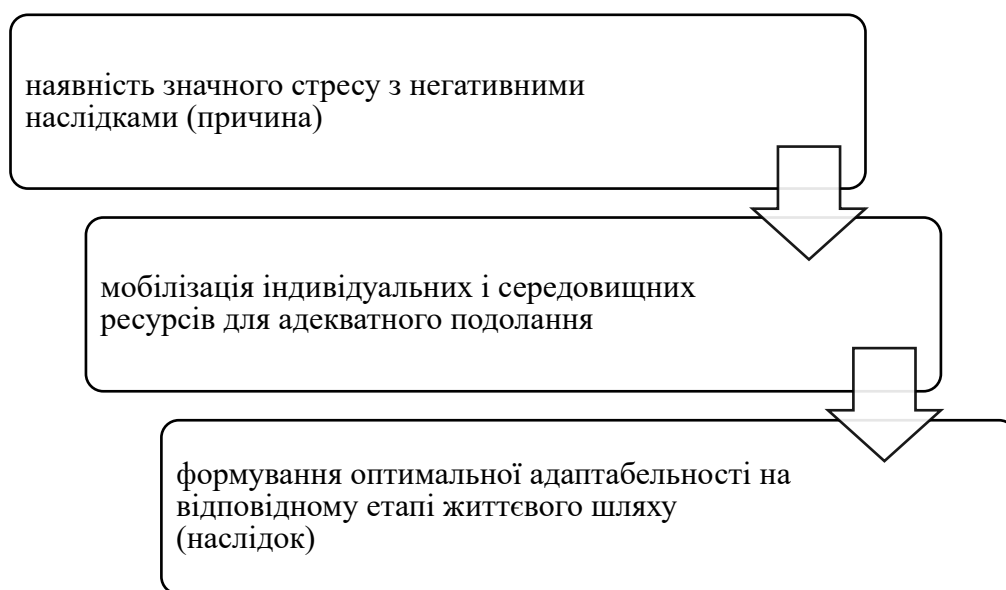 наявність значного стресу з негативними
наслідками (причина)
мобілізація індивідуальних і середовищних
ресурсів для адекватного подолання
формування оптимальної адаптабельності на
відповідному етапі життєвого шляху
(наслідок)